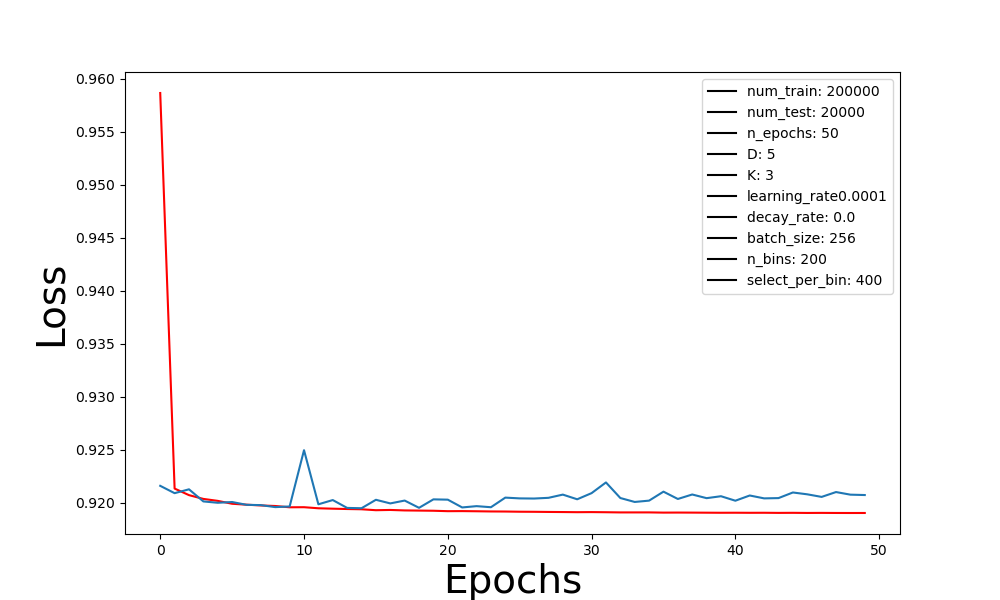 0.960
0.955
0.950
0.945
0.940
0.935
0.930
0.925
0.920
Loss
num_train: 200000
num_test: 20000
n_epochs: 50
D: 5
K: 3
learning_rate0.0001
decay_rate: 0.0
batch_size: 256
n_bins: 200
select_per_bin: 400
0 10 20 30 40 50
Epochs